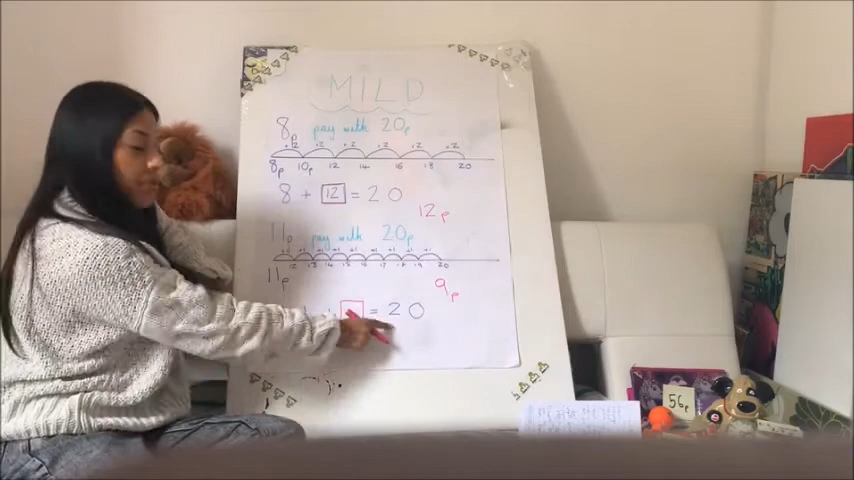 MILD
8p pay with 20p
+2 +2 +2 +2 +2
8p 10p 12 14 16 18 20
8 + 12 = 20
12p
11p pay with 20p
+1 +1 +1 +1 +1 +1 +1 +1
11p 12 13 14 15 16 17 18 19 20
9p
= 20
56p